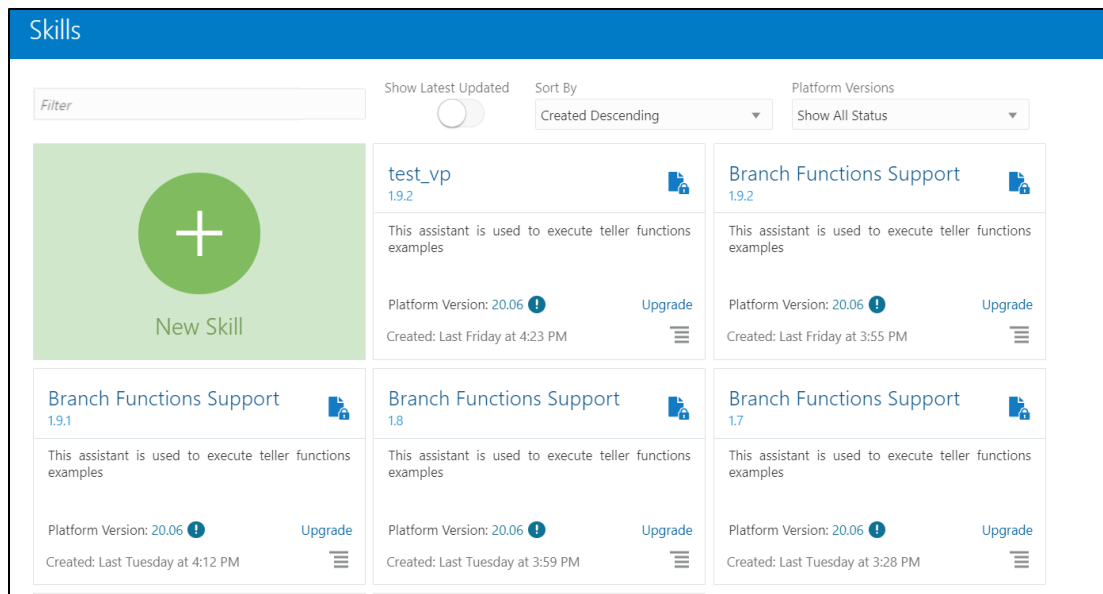 Skills
Filter
Show Latest Updated
Sort By
Created Descending
Platform Versions
Show All Status
New Skill
test_vp
1.9.2
This assistant is used to execute teller functions
examples
Platform Version: 20.06
Upgrade
Created: Last Friday at 4:23 PM
Branch Functions Support
1.9.2
This assistant is used to execute teller functions
examples
Platform Version: 20.06
Upgrade
Created: Last Friday at 3:55 PM
Branch Functions Support
1.9.1
This assistant is used to execute teller functions
examples
Platform Version: 20.06
Upgrade
Created: Last Tuesday at 4:12 PM
Branch Functions Support
1.8
This assistant is used to execute teller functions
examples
Platform Version: 20.06
Upgrade
Created: Last Tuesday at 3:59 PM
Branch Functions Support
1.7
This assistant is used to execute teller functions
examples
Platform Version: 20.06
Upgrade
Created: Last Tuesday at 3:28 PM